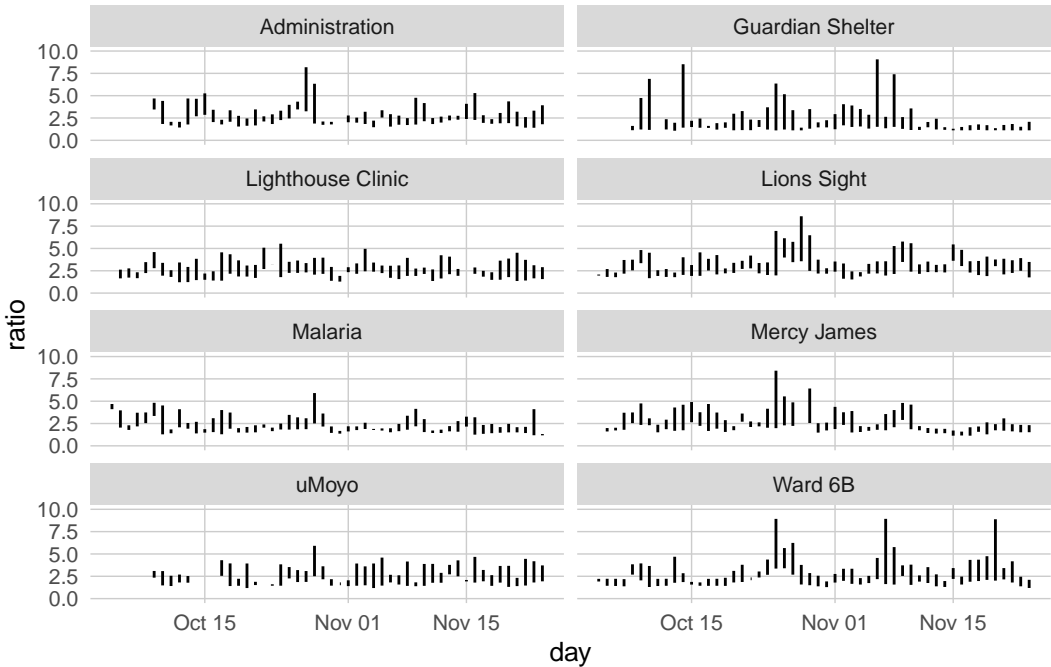 Administration
Guardian Shelter
10.0
7.5
5.0
2.5
0.0
Lighthouse Clinic
Lions Sight
10.0
7.5
5.0
2.5
0.0
Malaria
Mercy James
10.0
7.5
5.0
2.5
0.0
uMoyo
Ward 6B
10.0
7.5
5.0
2.5
0.0
ratio
Oct 15
Nov 01
Nov 15
Oct 15
Nov 01
Nov 15
day